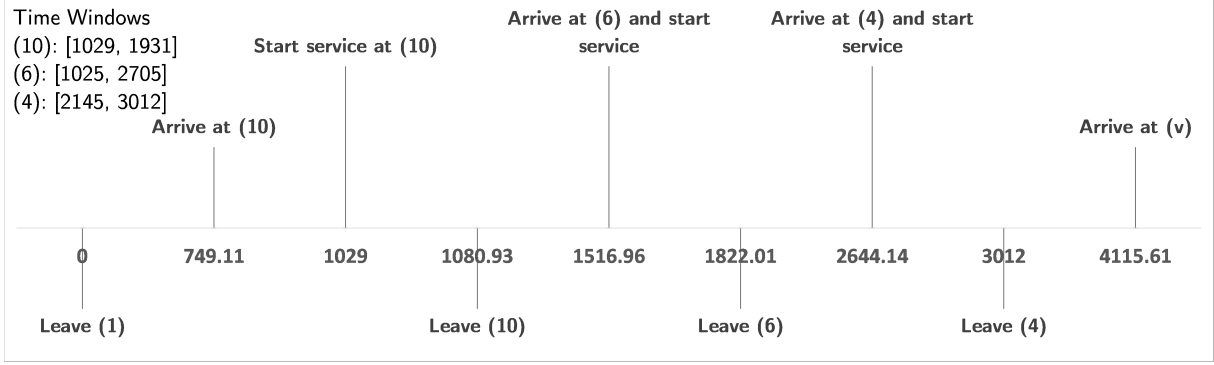 Time Windows
(10): [1029, 1931]
(6): [1025, 2705]
(4): [2145, 3012]
Arrive at (10)
Start service at (10)
Arrive at (6) and start
service
Arrive at (4) and start
service
Arrive at (v)
0
749.11
1029
1080.93
1516.96
1822.01
2644.14
3012
4115.61
Leave (1)
Leave (10)
Leave (6)
Leave (4)